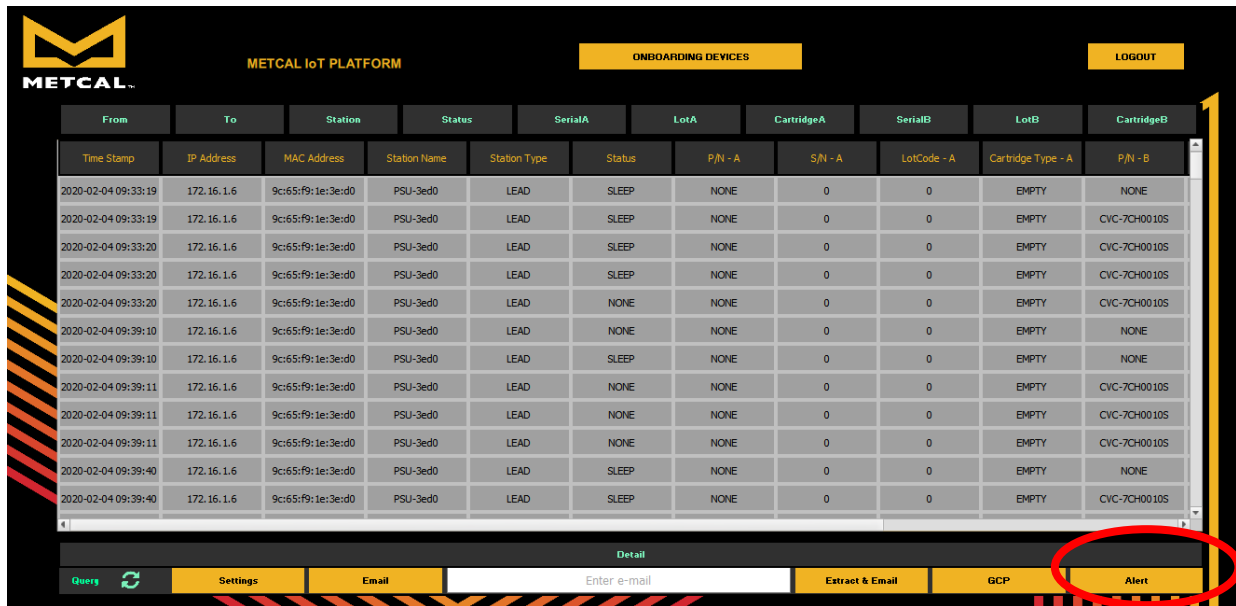 METCAL™
METCAL IoT PLATFORM
ONBOARDING DEVICES
LOGOUT
From To Station Status SerialA LotA CartridgeA SerialB LotB CartridgeB
Time Stamp IP Address MAC Address Station Name Station Type Status P/N - A S/N - A LotCode - A Cartridge Type - A P/N - B
2020-02-04 09:33:19 172.16.1.6 9c:65:f9:1e:3e:d0 PSU-3ed0 LEAD SLEEP NONE 0 0 EMPTY NONE
2020-02-04 09:33:19 172.16.1.6 9c:65:f9:1e:3e:d0 PSU-3ed0 LEAD SLEEP NONE 0 0 EMPTY CVC-7CH0010S
2020-02-04 09:33:20 172.16.1.6 9c:65:f9:1e:3e:d0 PSU-3ed0 LEAD SLEEP NONE 0 0 EMPTY CVC-7CH0010S
2020-02-04 09:33:20 172.16.1.6 9c:65:f9:1e:3e:d0 PSU-3ed0 LEAD SLEEP NONE 0 0 EMPTY CVC-7CH0010S
2020-02-04 09:33:20 172.16.1.6 9c:65:f9:1e:3e:d0 PSU-3ed0 LEAD NONE NONE 0 0 EMPTY CVC-7CH0010S
2020-02-04 09:39:10 172.16.1.6 9c:65:f9:1e:3e:d0 PSU-3ed0 LEAD NONE NONE 0 0 EMPTY NONE
2020-02-04 09:39:10 172.16.1.6 9c:65:f9:1e:3e:d0 PSU-3ed0 LEAD SLEEP NONE 0 0 EMPTY NONE
2020-02-04 09:39:11 172.16.1.6 9c:65:f9:1e:3e:d0 PSU-3ed0 LEAD NONE NONE 0 0 EMPTY CVC-7CH0010S
2020-02-04 09:39:11 172.16.1.6 9c:65:f9:1e:3e:d0 PSU-3ed0 LEAD NONE NONE 0 0 EMPTY CVC-7CH0010S
2020-02-04 09:39:11 172.16.1.6 9c:65:f9:1e:3e:d0 PSU-3ed0 LEAD NONE NONE 0 0 EMPTY CVC-7CH0010S
2020-02-04 09:39:40 172.16.1.6 9c:65:f9:1e:3e:d0 PSU-3ed0 LEAD SLEEP NONE 0 0 EMPTY NONE
2020-02-04 09:39:40 172.16.1.6 9c:65:f9:1e:3e:d0 PSU-3ed0 LEAD SLEEP NONE 0 0 EMPTY CVC-7CH0010S
Detail
Query Settings Email Enter e-mail Extract & Email GCP Alert